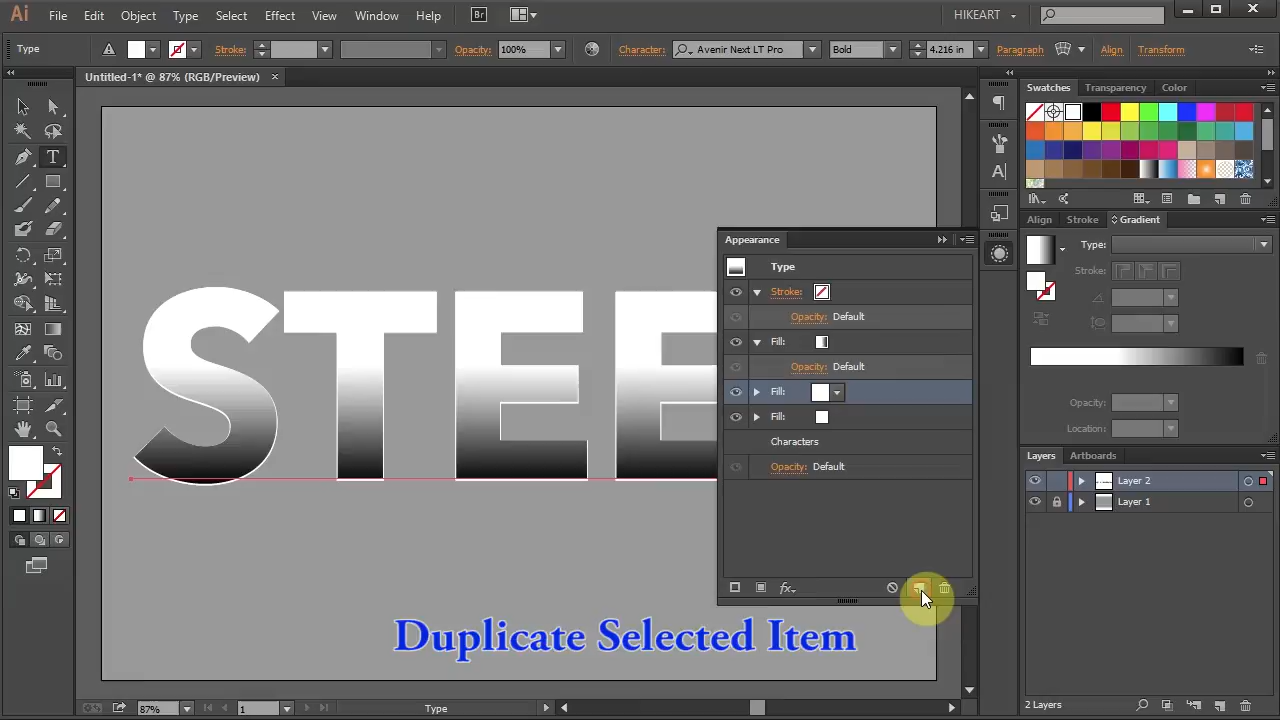 Ai File Edit Object Type Select Effect View Window Help Br HIKEART
Type Stroke: Opacity: 100% Character: Avenir Next LT Pro Bold 4.216 in Paragraph Align Transform
Untitled-1* @ 87% (RGB/Preview)
Swatches Transparency Color
Align Stroke Gradient
Type:
Stroke:
Opacity:
Location:
Appearance
Type
Stroke:
Opacity: Default
Fill:
Opacity: Default
Fill:
Fill:
Characters
Opacity: Default
STEE
Layers Artboards
Layer 2
Layer 1
Duplicate Selected Item
87% 1 Type
2 Layers